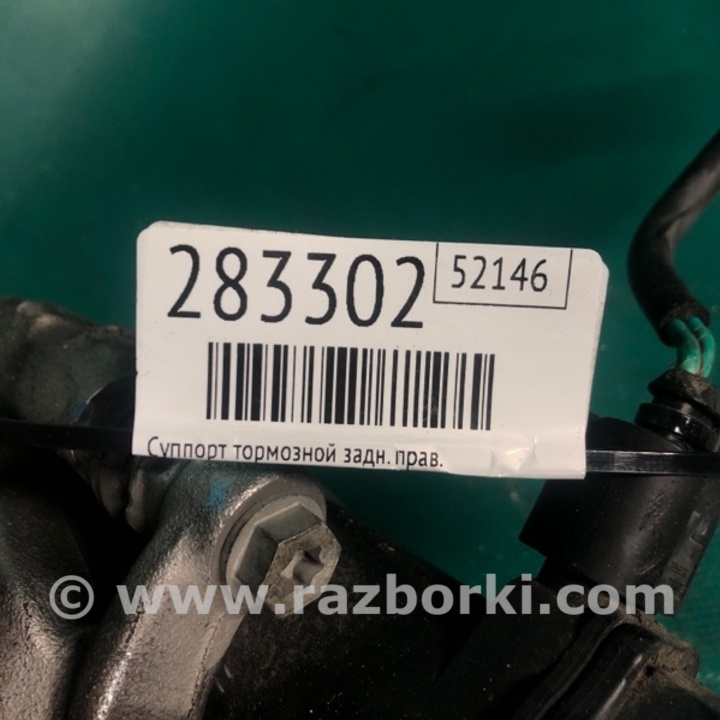 283302
52146
Суппорт тормозной задн. прав.
© www.razborki.com